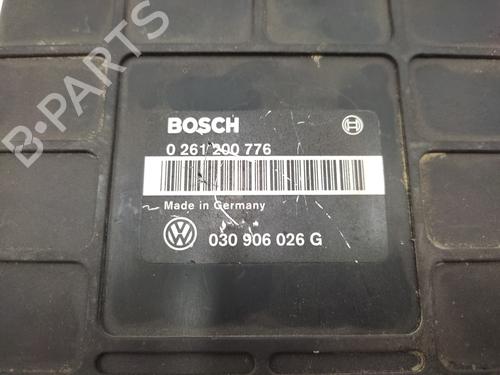 B-PARTS
BOSCH
0 261 200 776
Made in Germany
030 906 026 G